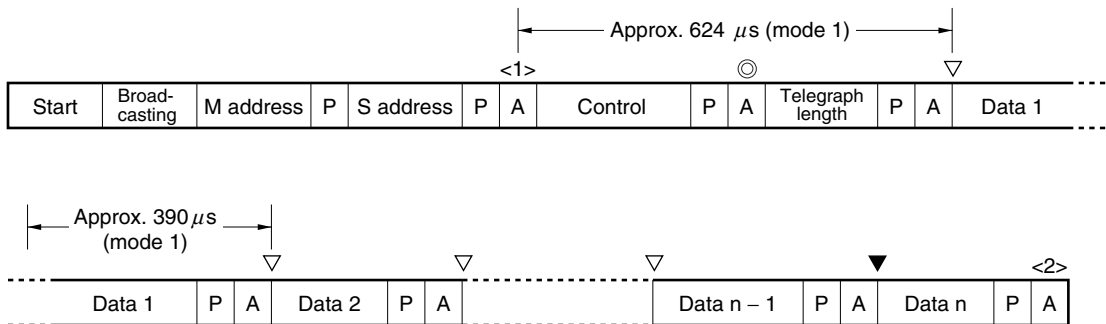 Approx. 624 μs (mode 1)
<1>
Start Broad-casting M address P S address P A Control P A Telegraph length P A Data 1
Approx. 390 μs
(mode 1)
<2>
Data 1 P A Data 2 P A Data n − 1 P A Data n P A